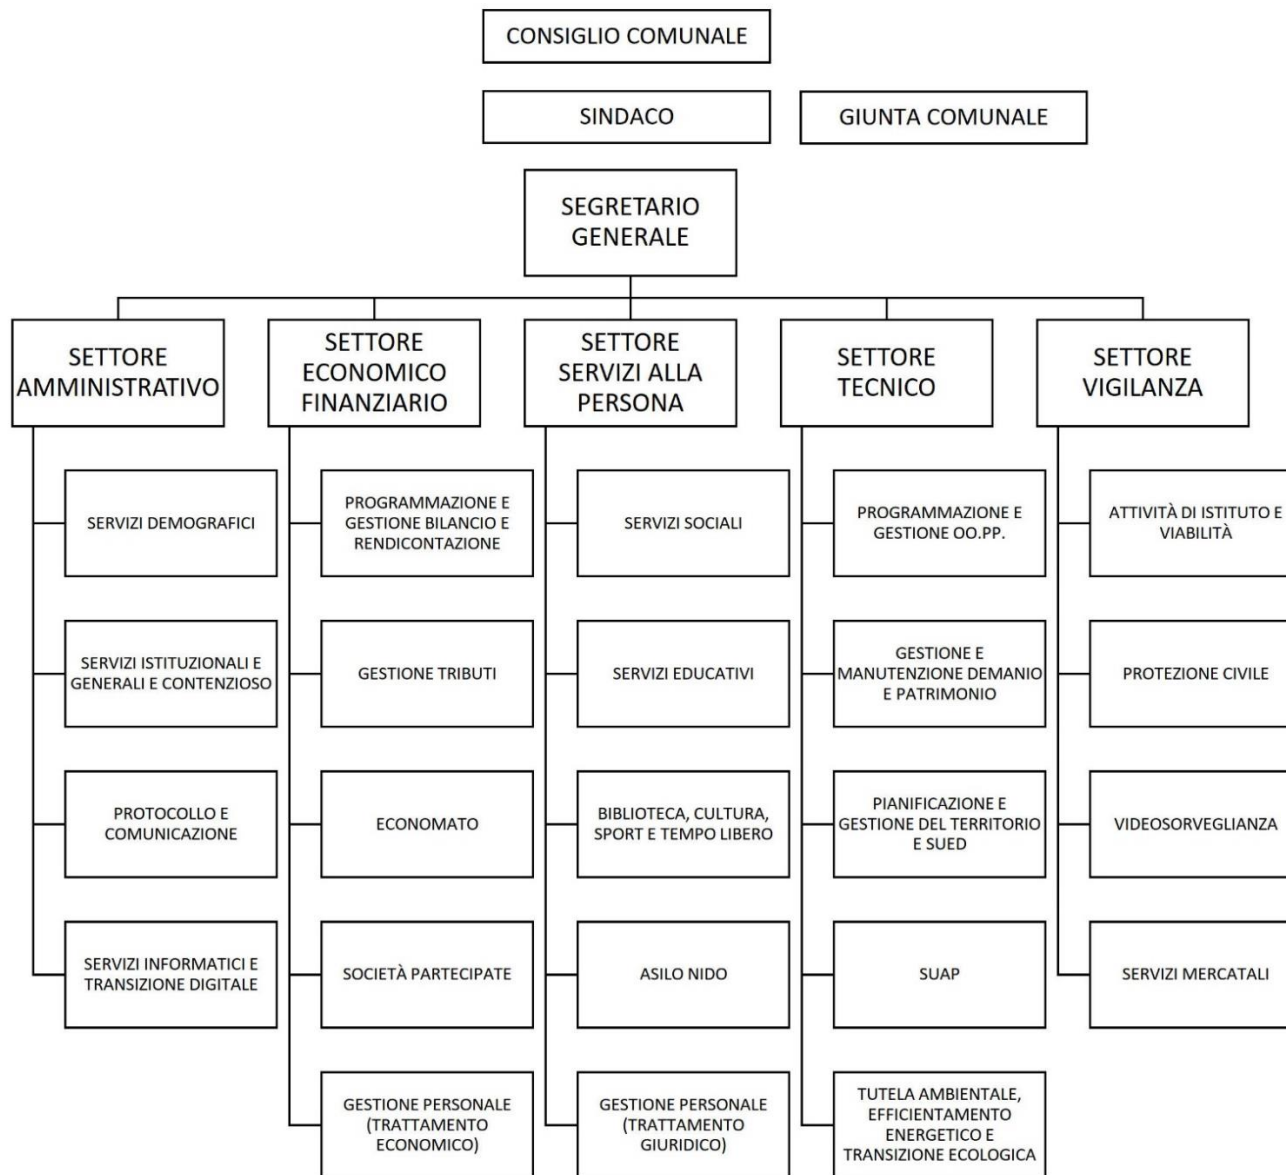 CONSIGLIO COMUNALE
SINDACO
GIUNTA COMUNALE
SEGRETARIO
GENERALE
SETTORE
AMMINISTRATIVO
SERVIZI DEMOGRAFICI
SERVIZI ISTITUZIONALI E
GENERALI E CONTENZIOSO
PROTOCOLLO E
COMUNICAZIONE
SERVIZI INFORMATICI E
TRANSIZIONE DIGITALE
SETTORE
ECONOMICO
FINANZIARIO
PROGRAMMAZIONE E
GESTIONE BILANCIO E
RENDICONTAZIONE
GESTIONE TRIBUTI
ECONOMATO
SOCIETÀ PARTECIPATE
GESTIONE PERSONALE
(TRATTAMENTO
ECONOMICO)
SETTORE
SERVIZI ALLA
PERSONA
SERVIZI SOCIALI
SERVIZI EDUCATIVI
BIBLIOTECA, CULTURA,
SPORT E TEMPO LIBERO
ASILO NIDO
GESTIONE PERSONALE
(TRATTAMENTO
GIURIDICO)
SETTORE
TECNICO
PROGRAMMAZIONE E
GESTIONE OO.PP.
GESTIONE E
MANUTENZIONE DEMANIO
E PATRIMONIO
PIANIFICAZIONE E
GESTIONE DEL TERRITORIO
E SUED
SUAP
TUTELA AMBIENTALE,
EFFICIENTAMENTO
ENERGETICO E
TRANSIZIONE ECOLOGICA
SETTORE
VIGILANZA
ATTIVITÀ DI ISTITUTO E
VIABILITÀ
PROTEZIONE CIVILE
VIDEOSORVEGLIANZA
SERVIZI MERCATALI